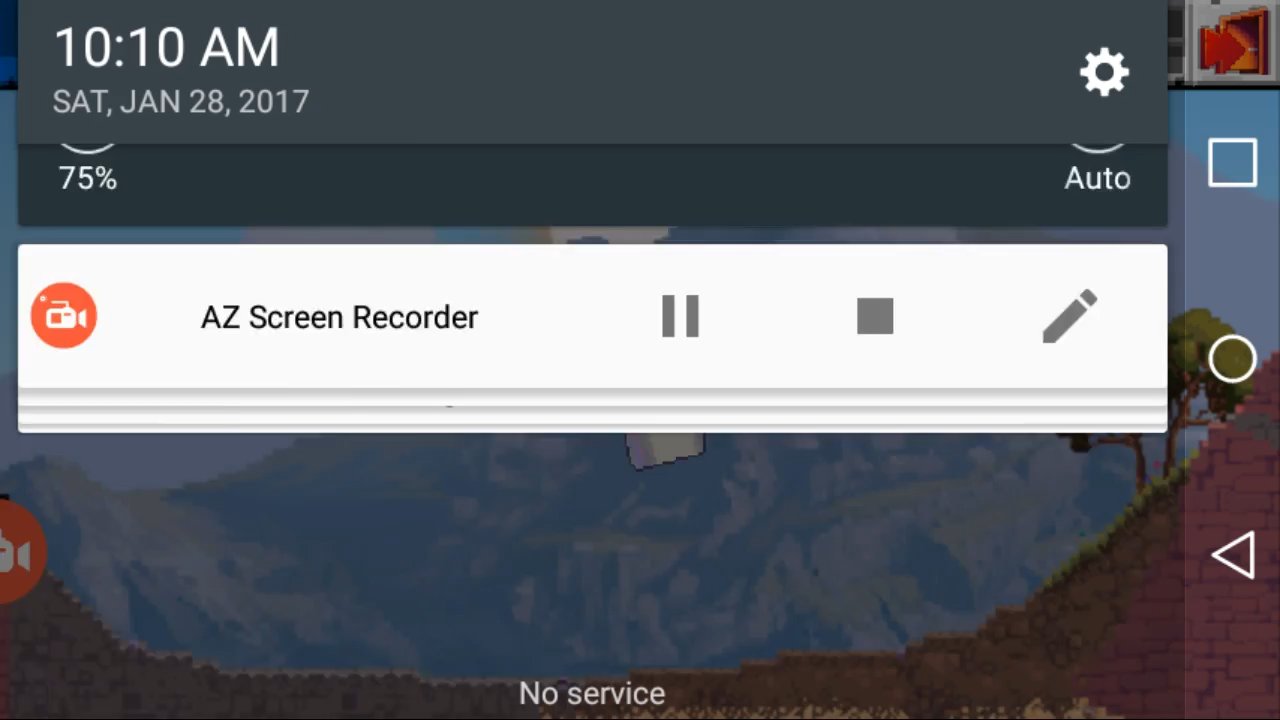 10:10 AM
SAT, JAN 28, 2017
75%
Auto
AZ Screen Recorder
No service